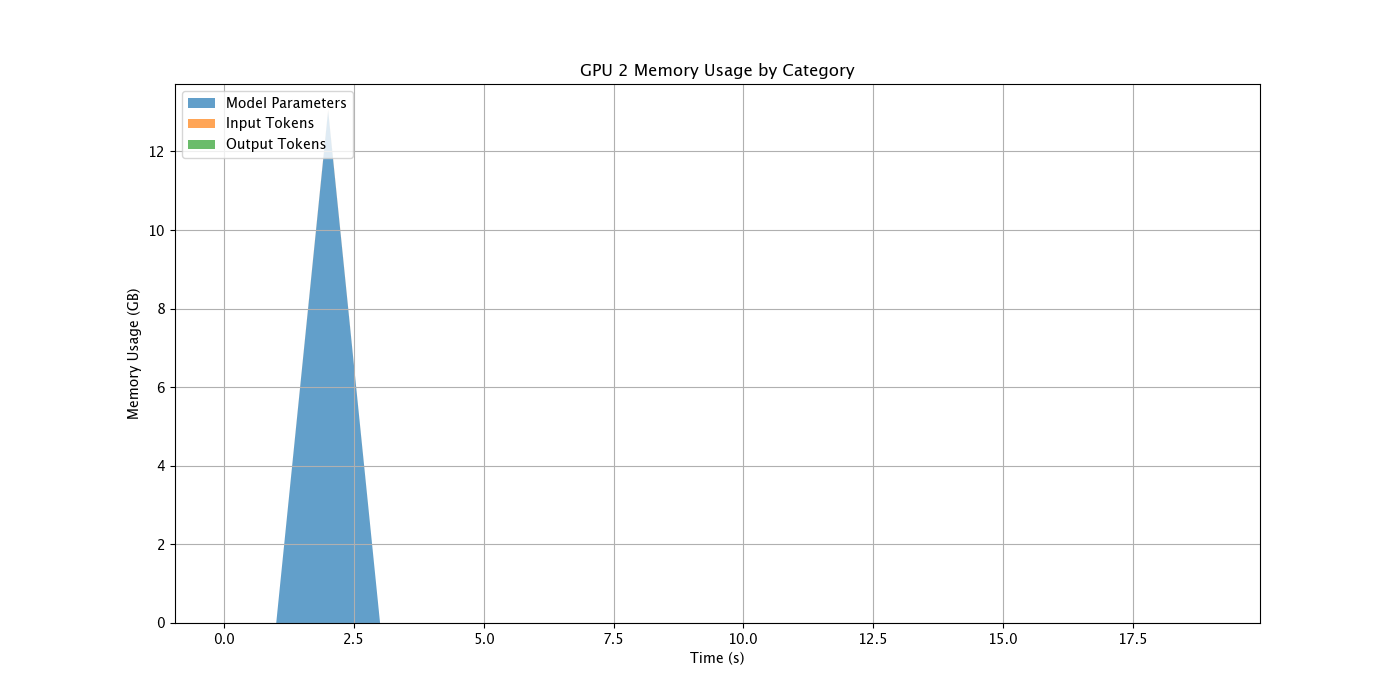 GPU 2 Memory Usage by Category
Model Parameters
Input Tokens
Output Tokens
Memory Usage (GB)
12
10
8
6
4
2
0
0.0 2.5 5.0 7.5 10.0 12.5 15.0 17.5
Time (s)